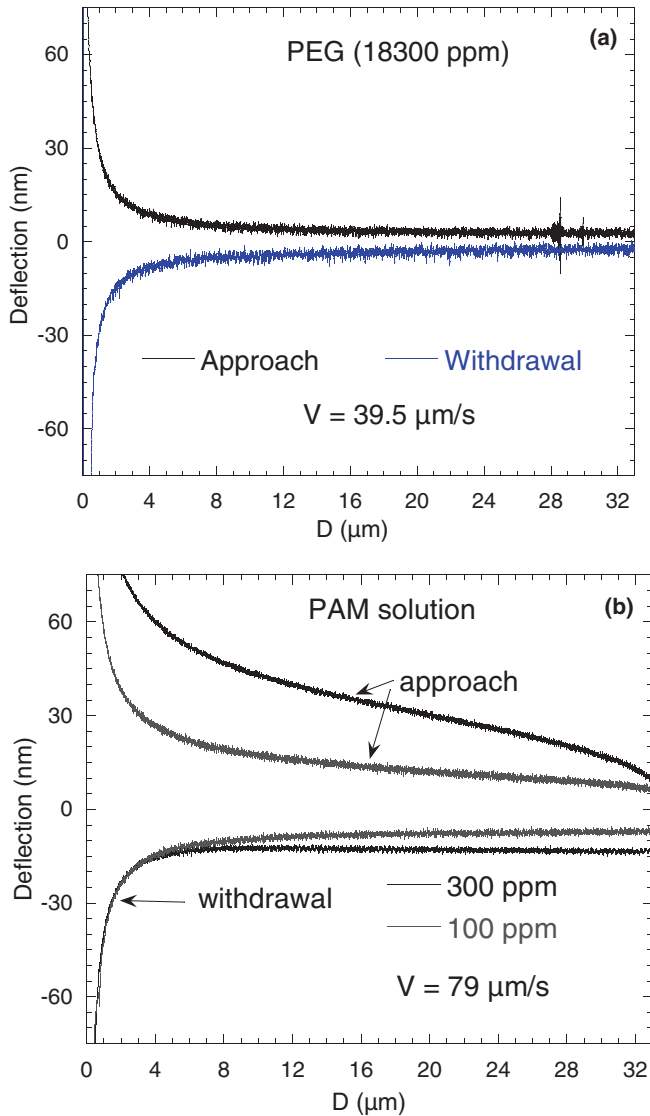 PEG (18300 ppm)
(a)
60
30
0
-30
-60
Deflection (nm)
Approach
Withdrawal
V = 39.5 µm/s
0 4 8 12 16 20 24 28 32
D (µm)
PAM solution
(b)
60
30
0
-30
-60
Deflection (nm)
approach
withdrawal
300 ppm
100 ppm
V = 79 µm/s
0 4 8 12 16 20 24 28 32
D (µm)